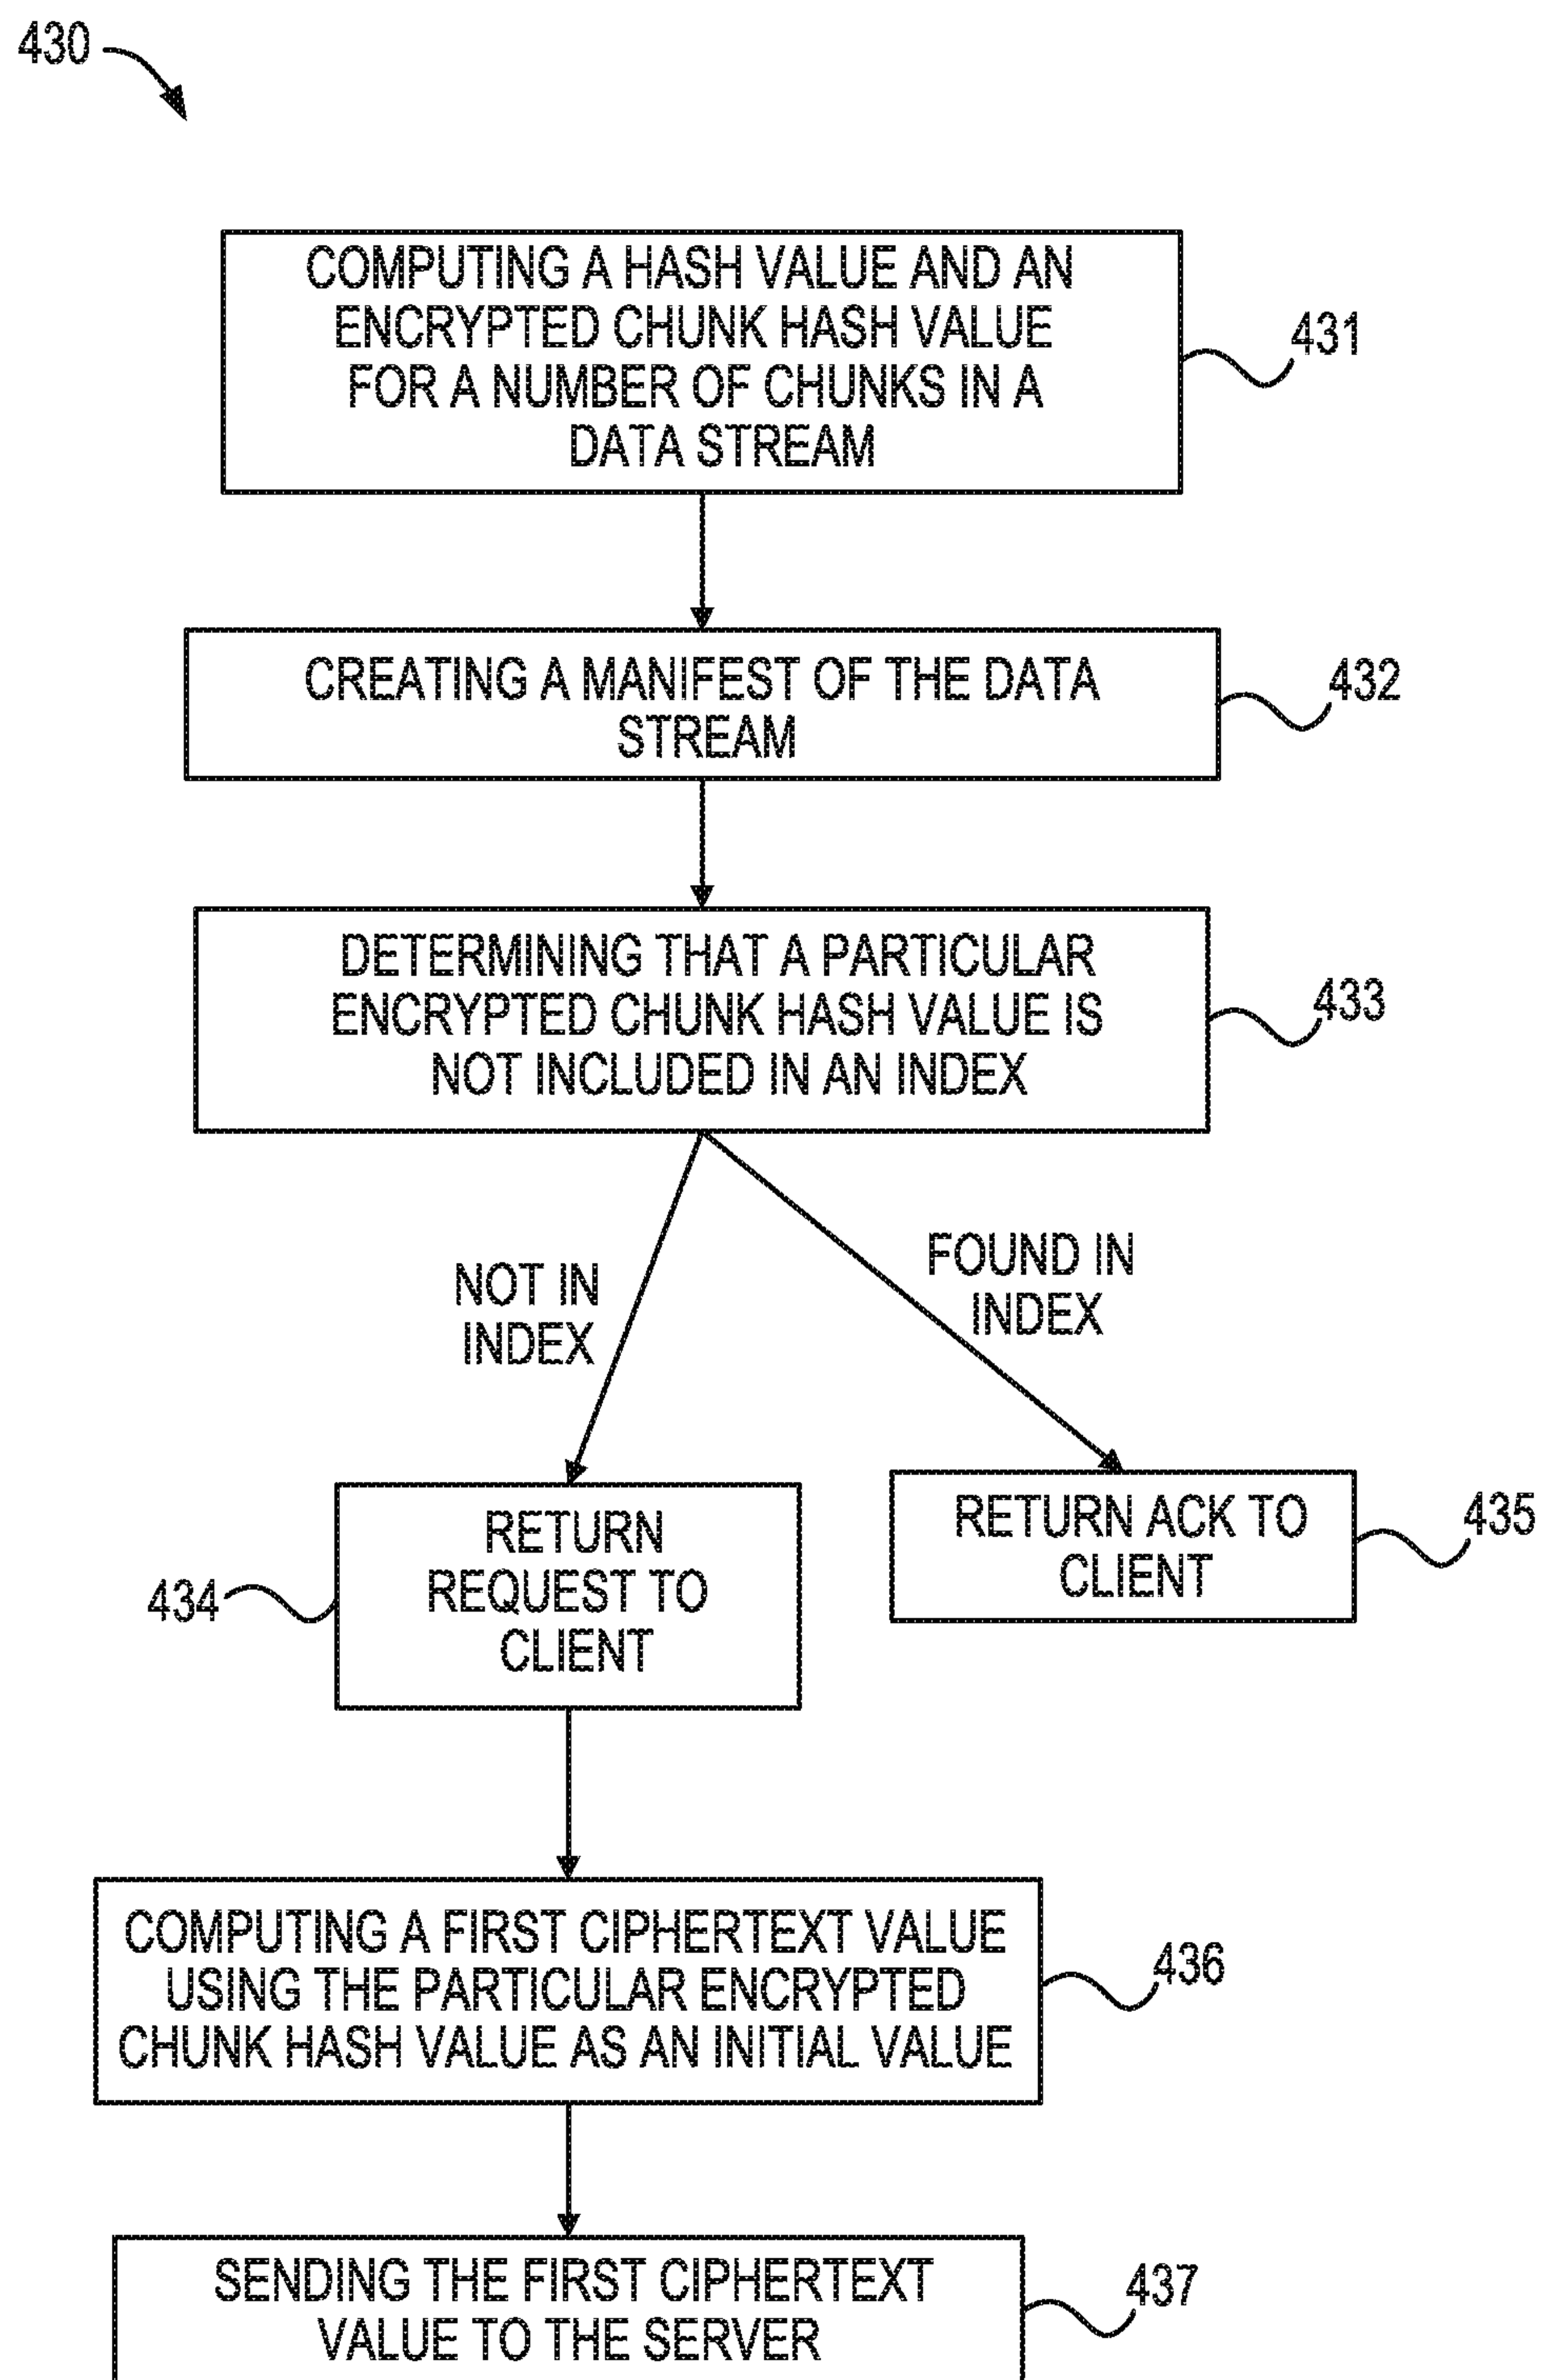 430
COMPUTING A HASH VALUE AND AN
ENCRYPTED CHUNK HASH VALUE
FOR A NUMBER OF CHUNKS IN A
DATA STREAM
431
CREATING A MANIFEST OF THE DATA
STREAM
432
DETERMINING THAT A PARTICULAR
ENCRYPTED CHUNK HASH VALUE IS
NOT INCLUDED IN AN INDEX
433
NOT IN
INDEX
FOUND IN
INDEX
RETURN
REQUEST TO
CLIENT
434
RETURN ACK TO
CLIENT
435
COMPUTING A FIRST CIPHERTEXT VALUE
USING THE PARTICULAR ENCRYPTED
CHUNK HASH VALUE AS AN INITIAL VALUE
436
SENDING THE FIRST CIPHERTEXT
VALUE TO THE SERVER
437